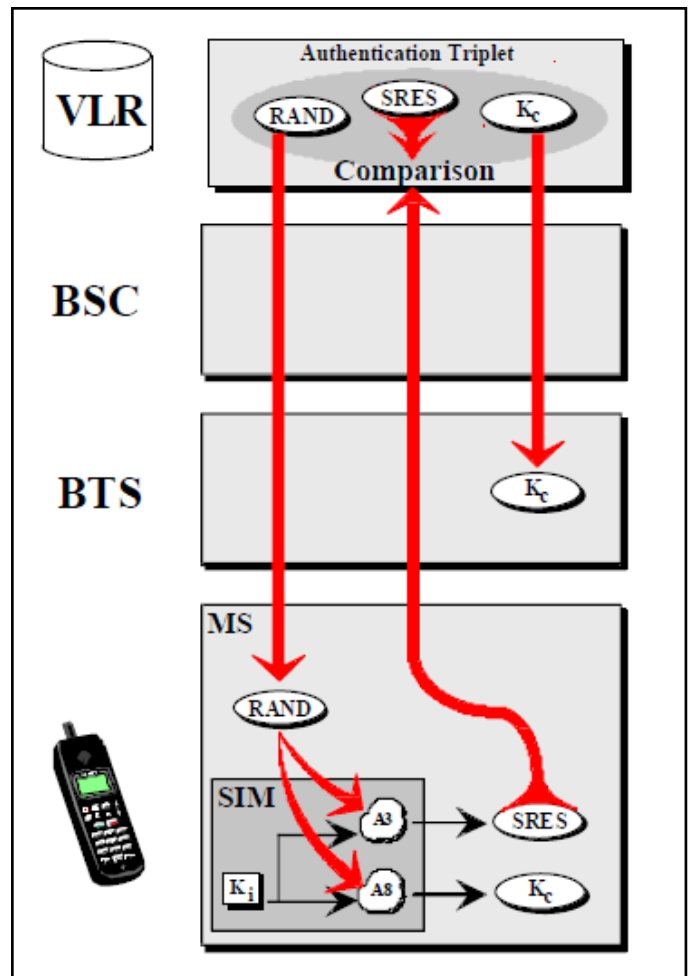 Authentication Triplet
VLR
RAND
SRES
Kc
Comparison
BSC
BTS
Kc
MS
RAND
SIM
A3
SRES
Ki
A8
Kc